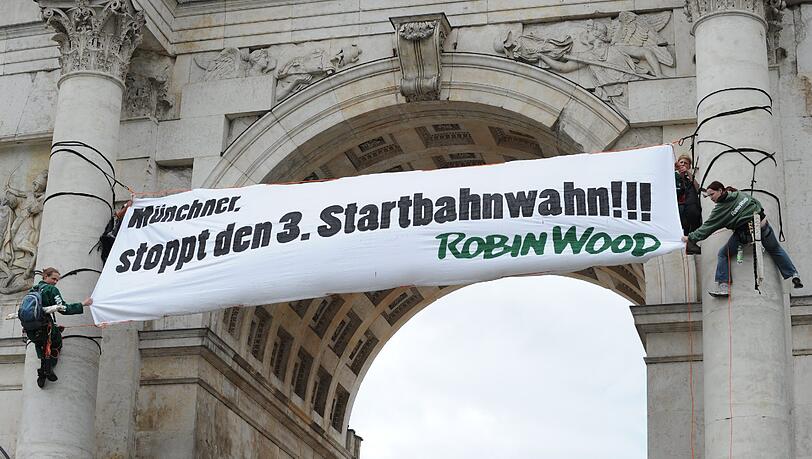 Münchner,
stoppt den 3. Startbahnwahn!!!
ROBIN WOOD